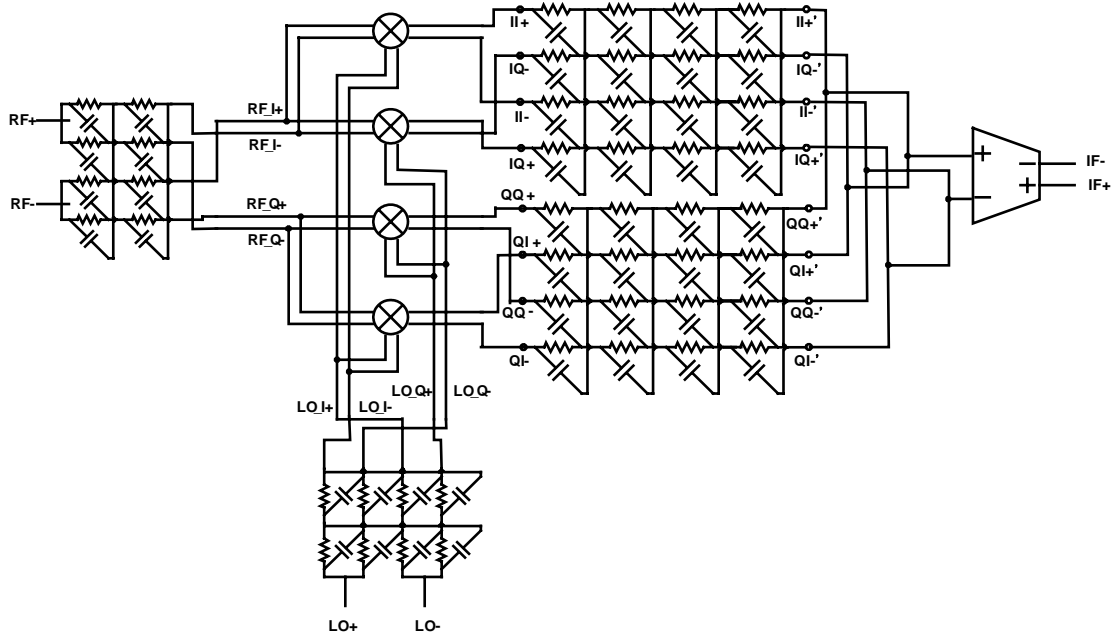 II+
II+'
IQ-
IQ-'
II-
II-'
IQ+
IQ+'
RF+
RF-
RF_I+
RF_I-
RF_Q+
RF_Q-
QQ+
QQ+'
QI+
QI+'
QQ-
QQ-'
QI-
QI-'
+
−
−
+
IF-
IF+
LO_I+
LO_I-
LO_Q+
LO_Q-
LO+
LO-